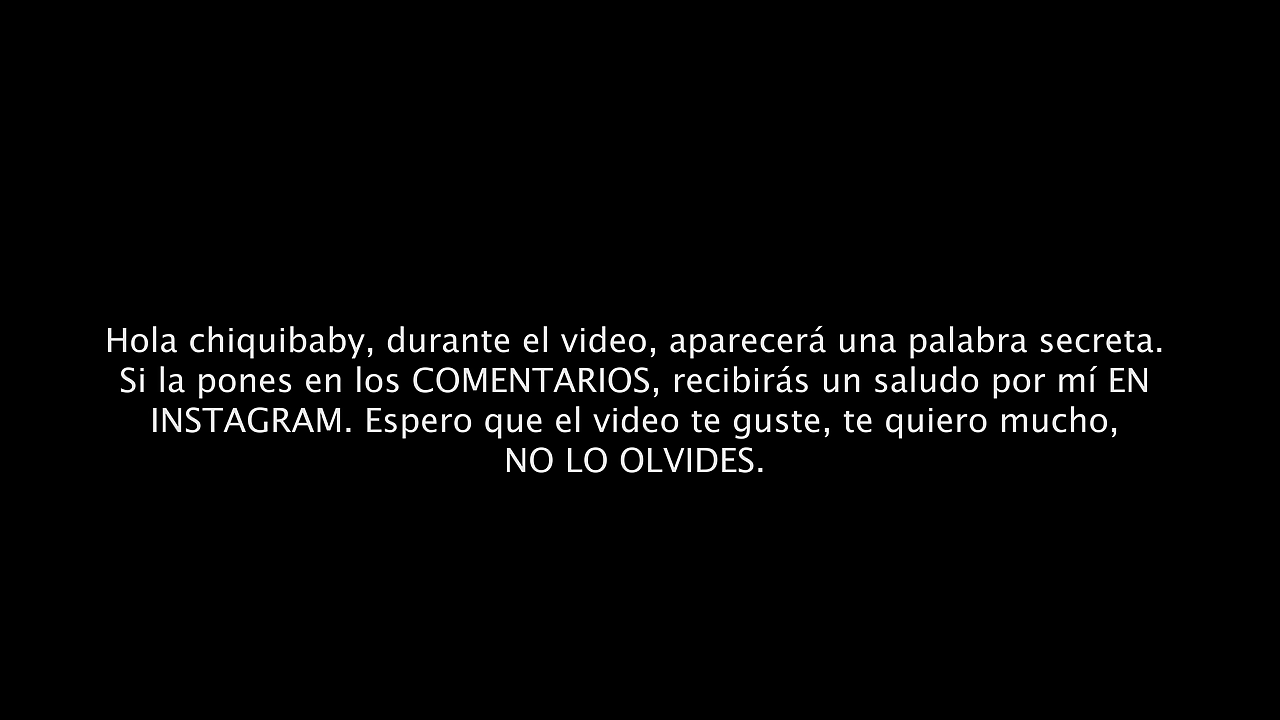 Hola chiquibaby, durante el video, aparecerá una palabra secreta.
Si la pones en los COMENTARIOS, recibirás un saludo por mí EN
INSTAGRAM. Espero que el video te guste, te quiero mucho,
NO LO OLVIDES.